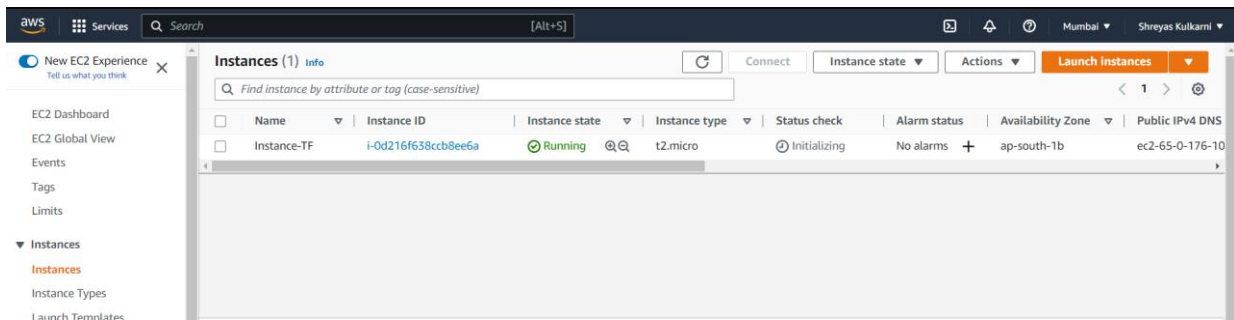 aws Services Search [Alt+S] Mumbai Shreyas Kulkarni
New EC2 Experience
Tell us what you think
EC2 Dashboard
EC2 Global View
Events
Tags
Limits
Instances
Instances
Instance Types
Launch Templates
Instances (1) Info Connect Instance state Actions Launch instances
Find instance by attribute or tag (case-sensitive) 1
Name Instance ID Instance state Instance type Status check Alarm status Availability Zone Public IPv4 DNS
Instance-TF i-0d216f638ccb8ee6a Running t2.micro Initializing No alarms + ap-south-1b ec2-65-0-176-10